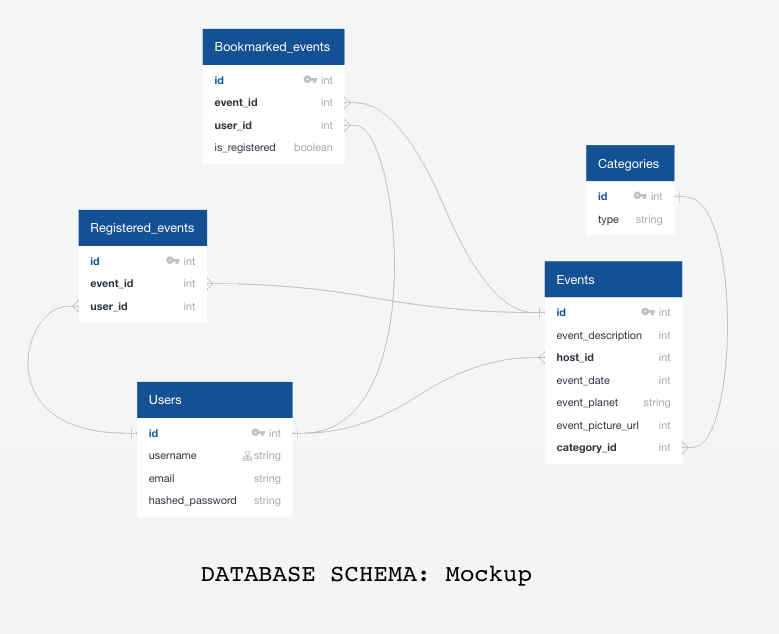 Bookmarked_events
id int
event_id int
user_id int
is_registered boolean
Categories
id int
type string
Registered_events
id int
event_id int
user_id int
Events
id int
event_description int
host_id int
event_date int
event_planet string
event_picture_url int
category_id int
Users
id int
username string
email string
hashed_password string
DATABASE SCHEMA: Mockup